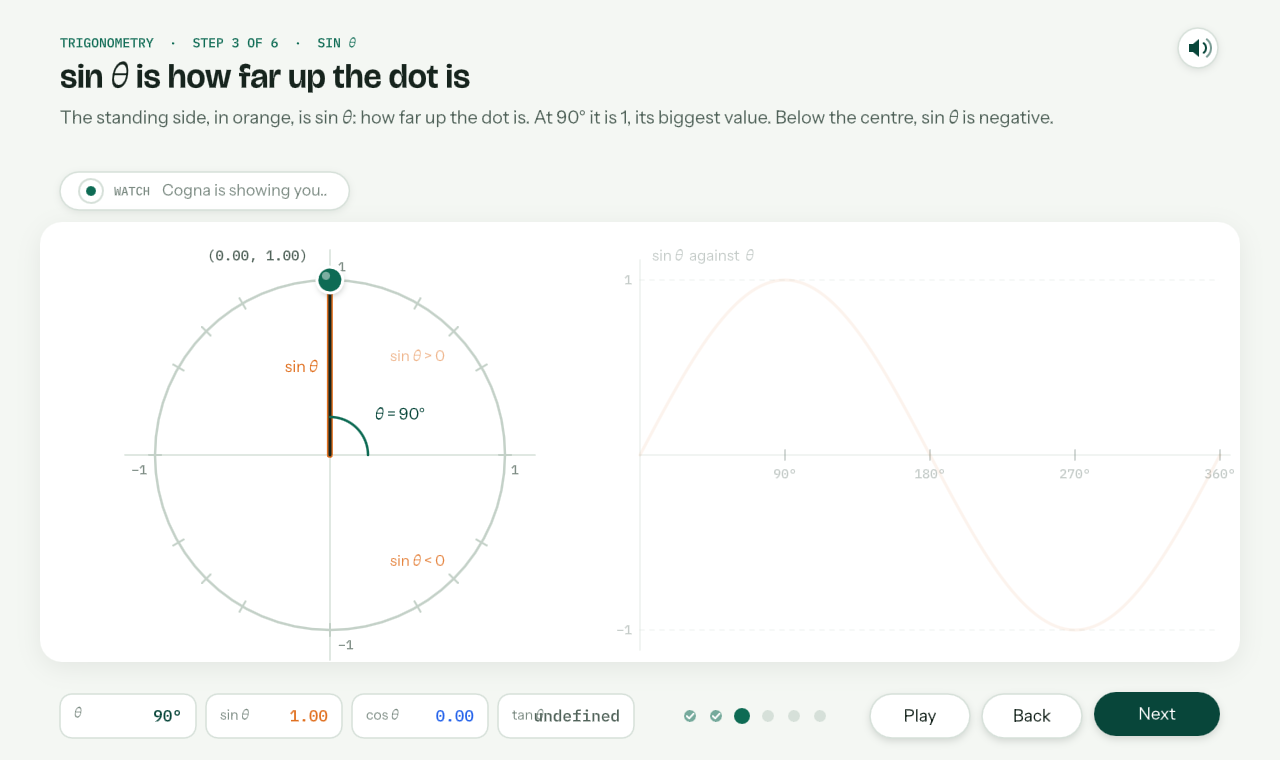 TRIGONOMETRY · STEP 3 OF 6 · SIN θ
sin θ is how far up the dot is
The standing side, in orange, is sin θ: how far up the dot is. At 90° it is 1, its biggest value. Below the centre, sin θ is negative.
WATCH Cogna is showing you..
(0.00, 1.00)
1
sin θ
sin θ > 0
θ = 90°
−1
1
sin θ < 0
−1
sin θ against θ
1
90°
180°
270°
360°
−1
θ 90°
sin θ 1.00
cos θ 0.00
tan θ undefined
Play
Back
Next